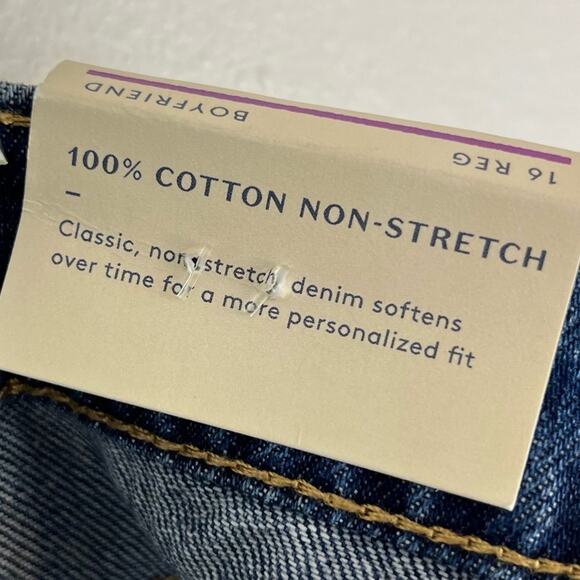 BOYFRIEND 16 REG
100% COTTON NON-STRETCH
–
Classic, non-stretch, denim softens
over time for a more personalized fit